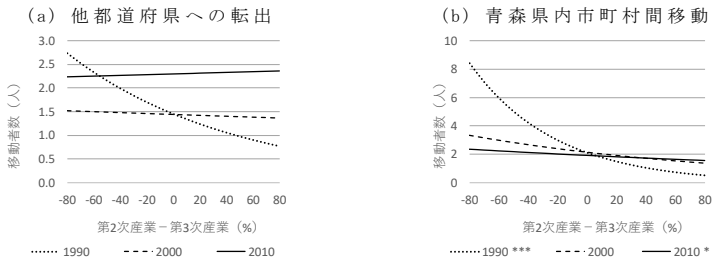 (a) 他都道府県への転出
3.0
2.5
2.0
1.5
1.0
0.5
0.0
移動者数（人）
-80 -60 -40 -20 0 20 40 60 80
第2次産業－第3次産業（%）
1990 2000 2010
(b) 青森県内市町村間移動
10
8
6
4
2
0
移動者数（人）
-80 -60 -40 -20 0 20 40 60 80
第2次産業－第3次産業（%）
1990 *** 2000 2010 *